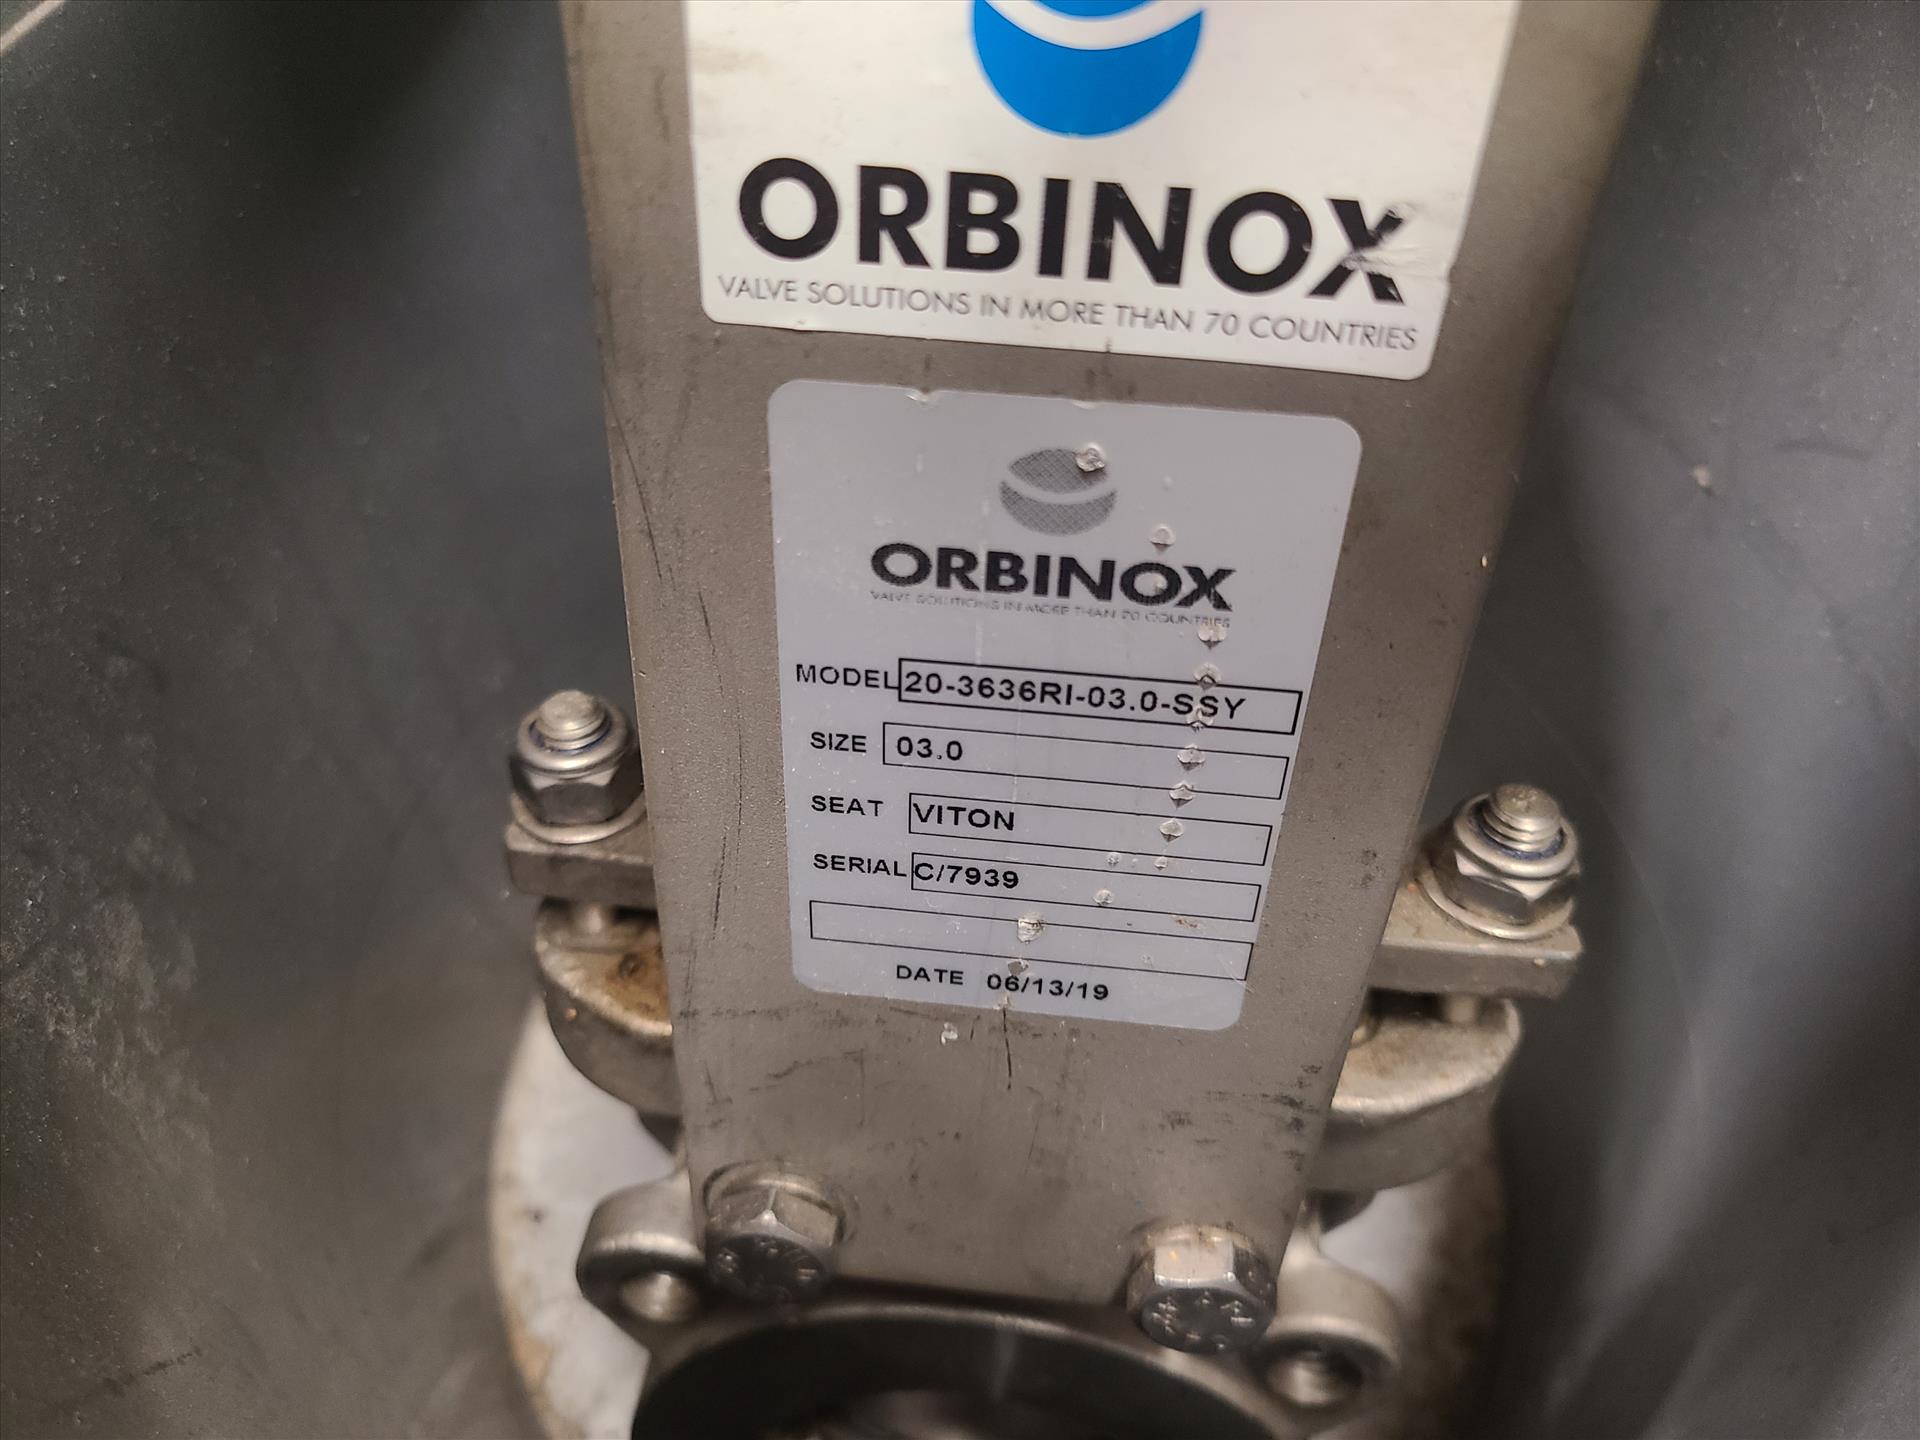 ORBINOX
VALVE SOLUTIONS IN MORE THAN 70 COUNTRIES
ORBINOX
VALVE SOLUTIONS IN MORE THAN 70 COUNTRIES
MODEL 20-3636RI-03.0-SSY
SIZE 03.0
SEAT VITON
SERIAL C/7939
DATE 06/13/19